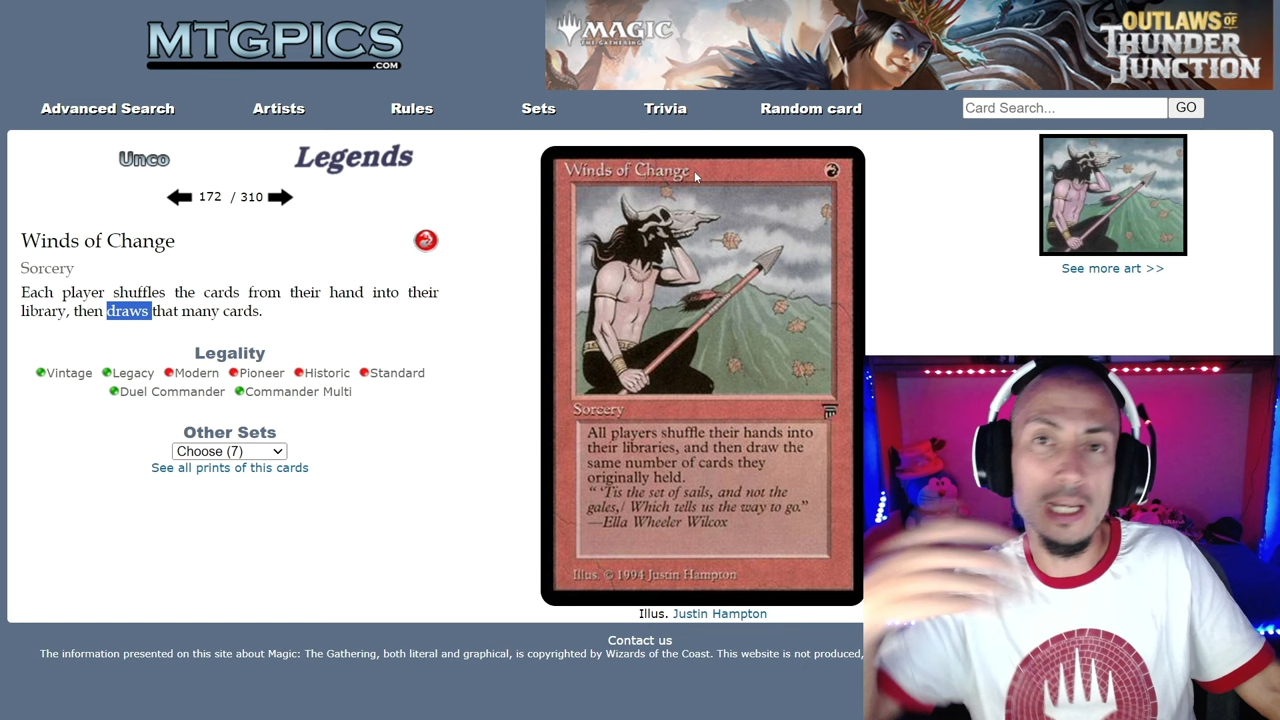 MTGPICS
.COM
MAGIC
THE GATHERING
OUTLAWS OF
THUNDER
JUNCTION
Advanced Search
Artists
Rules
Sets
Trivia
Random card
Card Search...
GO
Unco
Legends
172 / 310
Winds of Change
Sorcery
Each player shuffles the cards from their hand into their
library, then draws that many cards.
Legality
Vintage Legacy Modern Pioneer Historic Standard
Duel Commander Commander Multi
Other Sets
Choose (7)
See all prints of this cards
Winds of Change
Sorcery
All players shuffle their hands into
their libraries, and then draw the
same number of cards they
originally held.
“ ‘Tis the set of sails, and not the
gales,/ Which tells us the way to go.”
—Ella Wheeler Wilcox
Illus. © 1994 Justin Hampton
Illus. Justin Hampton
See more art >>
Contact us
The information presented on this site about Magic: The Gathering, both literal and graphical, is copyrighted by Wizards of the Coast. This website is not produced,